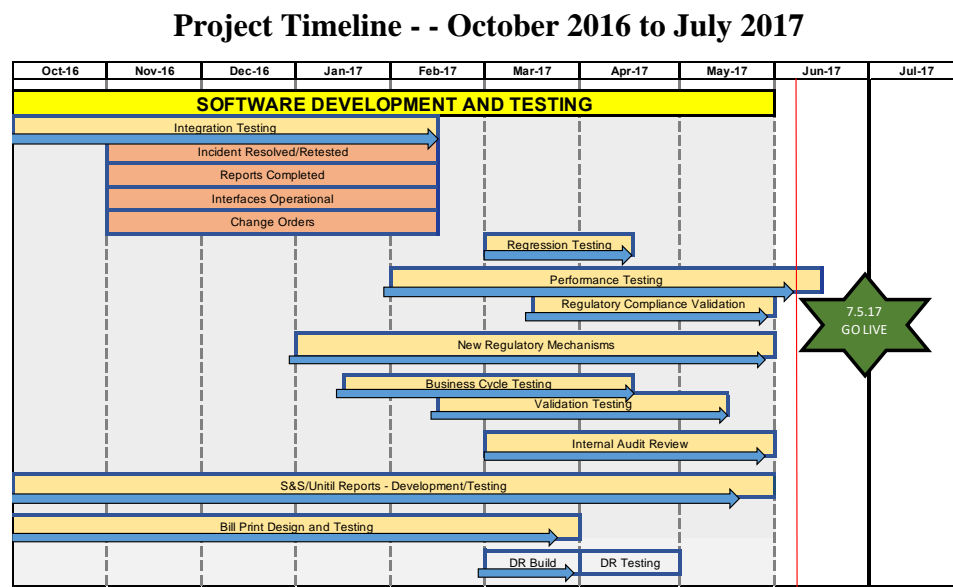 Project Timeline - - October 2016 to July 2017
Oct-16 Nov-16 Dec-16 Jan-17 Feb-17 Mar-17 Apr-17 May-17 Jun-17 Jul-17
SOFTWARE DEVELOPMENT AND TESTING
Integration Testing
Incident Resolved/Retested
Reports Completed
Interfaces Operational
Change Orders
Regression Testing
Performance Testing
Regulatory Compliance Validation
7.5.17
GO LIVE
New Regulatory Mechanisms
Business Cycle Testing
Validation Testing
Internal Audit Review
S&S/Unitil Reports - Development/Testing
Bill Print Design and Testing
DR Build DR Testing